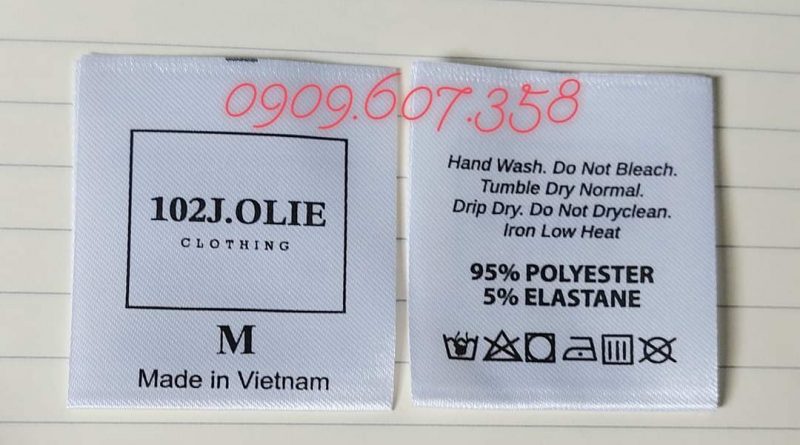 0909.607.358
102J.OLIE
CLOTHING
M
Made in Vietnam
Hand Wash. Do Not Bleach.
Tumble Dry Normal.
Drip Dry. Do Not Dryclean.
Iron Low Heat
95% POLYESTER
5% ELASTANE